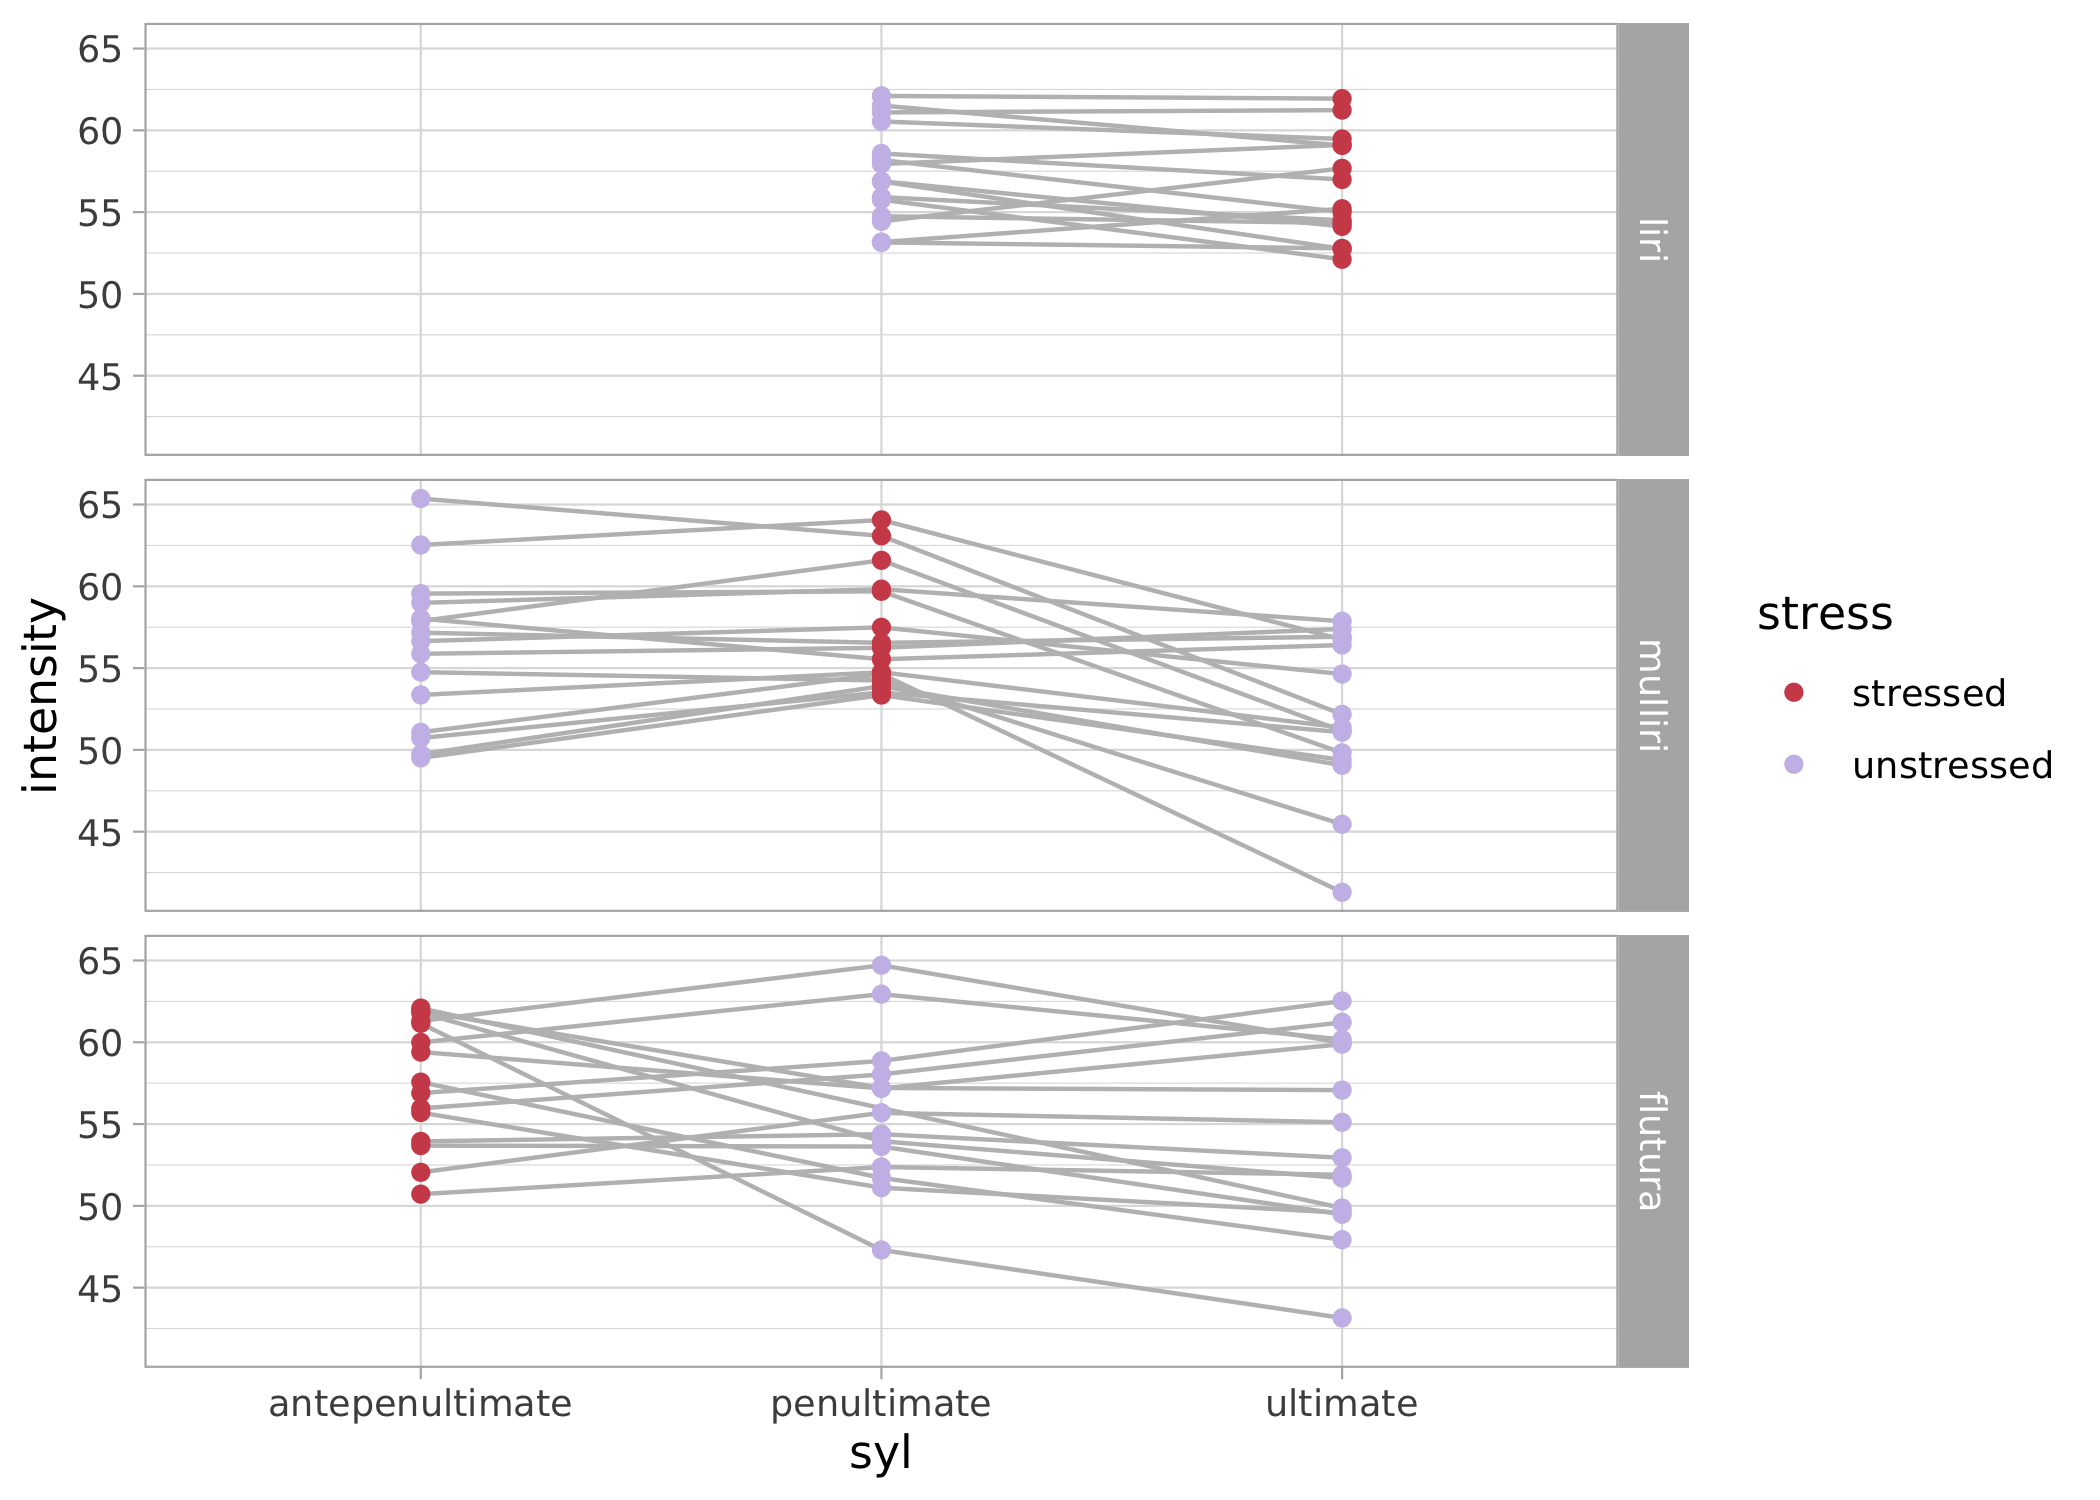 65
60
55
50
45
liri
65
60
55
50
45
mulliri
65
60
55
50
45
flutura
intensity
antepenultimate penultimate ultimate
syl
stress
stressed
unstressed